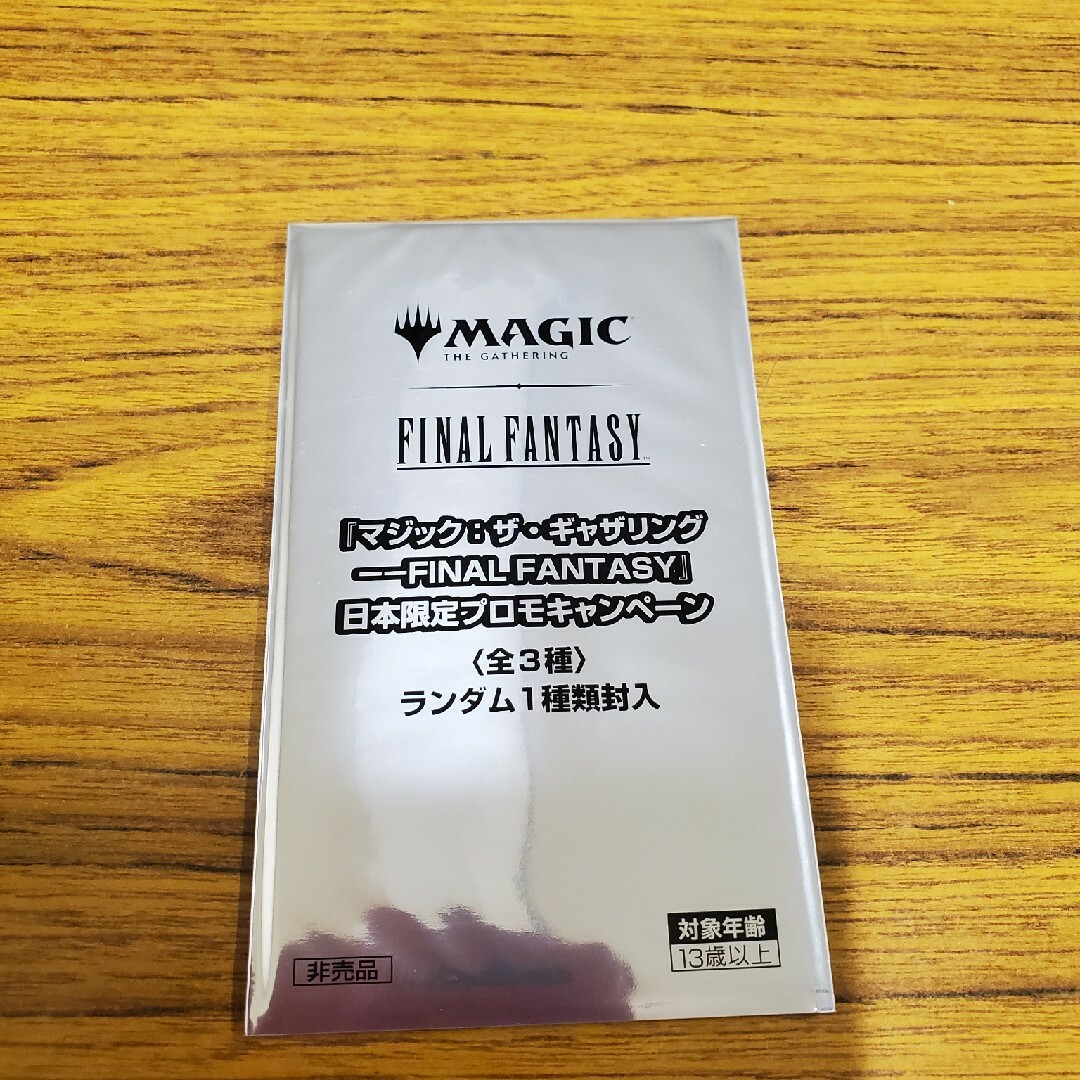 MAGIC
THE GATHERING
FINAL FANTASY
『マジック：ザ・ギャザリング
――FINAL FANTASY』
日本限定プロモキャンペーン
〈全3種〉
ランダム1種類封入
非売品
対象年齢
13歳以上